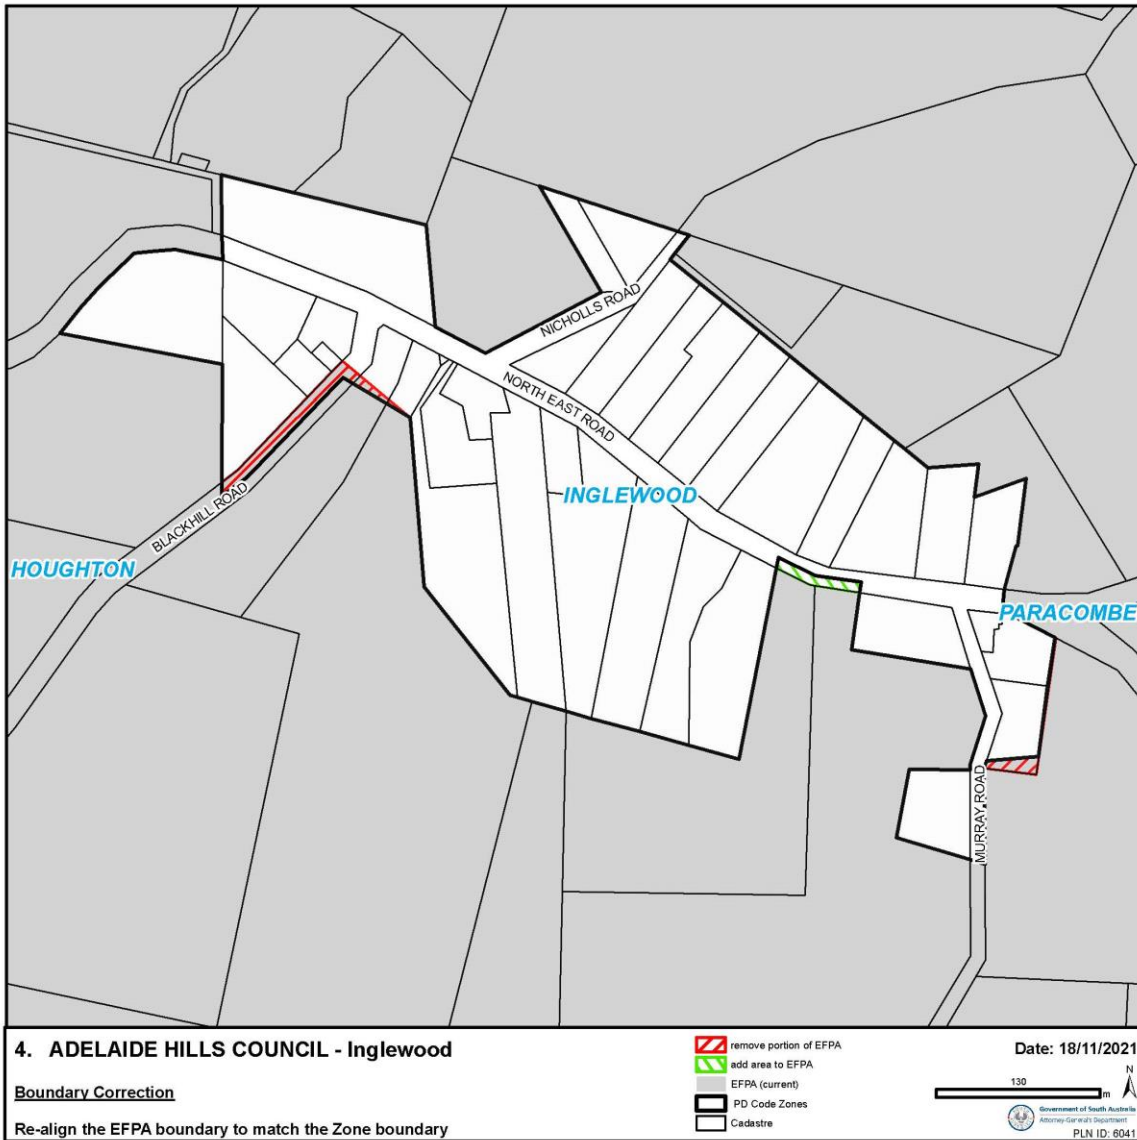 NICHOLLS ROAD
NORTH EAST ROAD
INGLEWOOD
BLACKHILL ROAD
HOUGHTON
PARACOMBE
MURRAY ROAD
4. ADELAIDE HILLS COUNCIL - Inglewood
Boundary Correction
Re-align the EFPA boundary to match the Zone boundary
remove portion of EFPA
add area to EFPA
EFPA (current)
PD Code Zones
Cadastre
Date: 18/11/2021
N
130
m
Government of South Australia
Attorney-General's Department
PLN ID: 6041